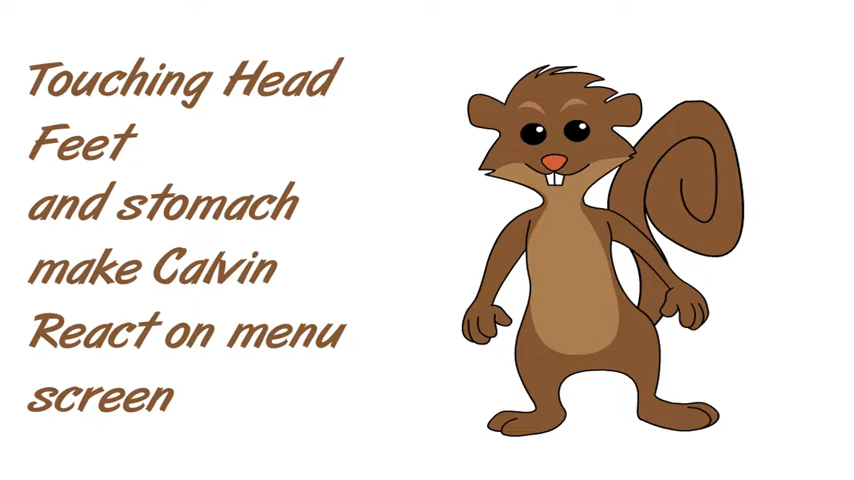 Touching Head
Feet
and stomach
make Calvin
React on menu
screen